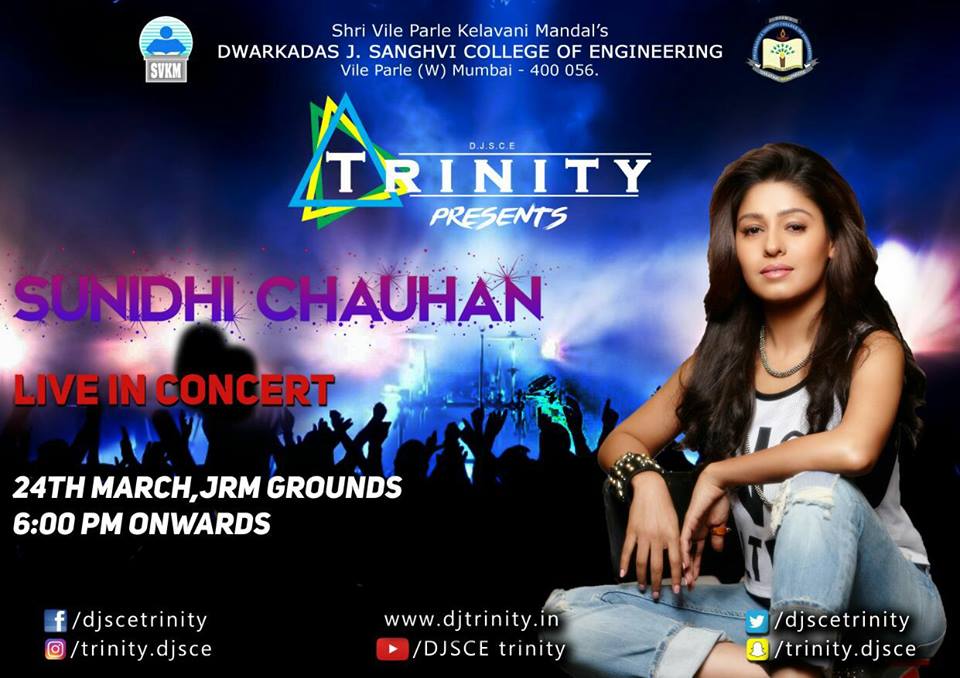 Shri Vile Parle Kelavani Mandal's
DWARKADAS J. SANGHVI COLLEGE OF ENGINEERING
Vile Parle (W) Mumbai - 400 056.
SVKM
D.J.S.C.E
TRINITY
PRESENTS
SUNIDHI CHAUHAN
LIVE IN CONCERT
24TH MARCH,JRM GROUNDS
6:00 PM ONWARDS
/djscetrinity
www.djtrinity.in
/djscetrinity
/trinity.djsce
/DJSCE trinity
/trinity.djsce